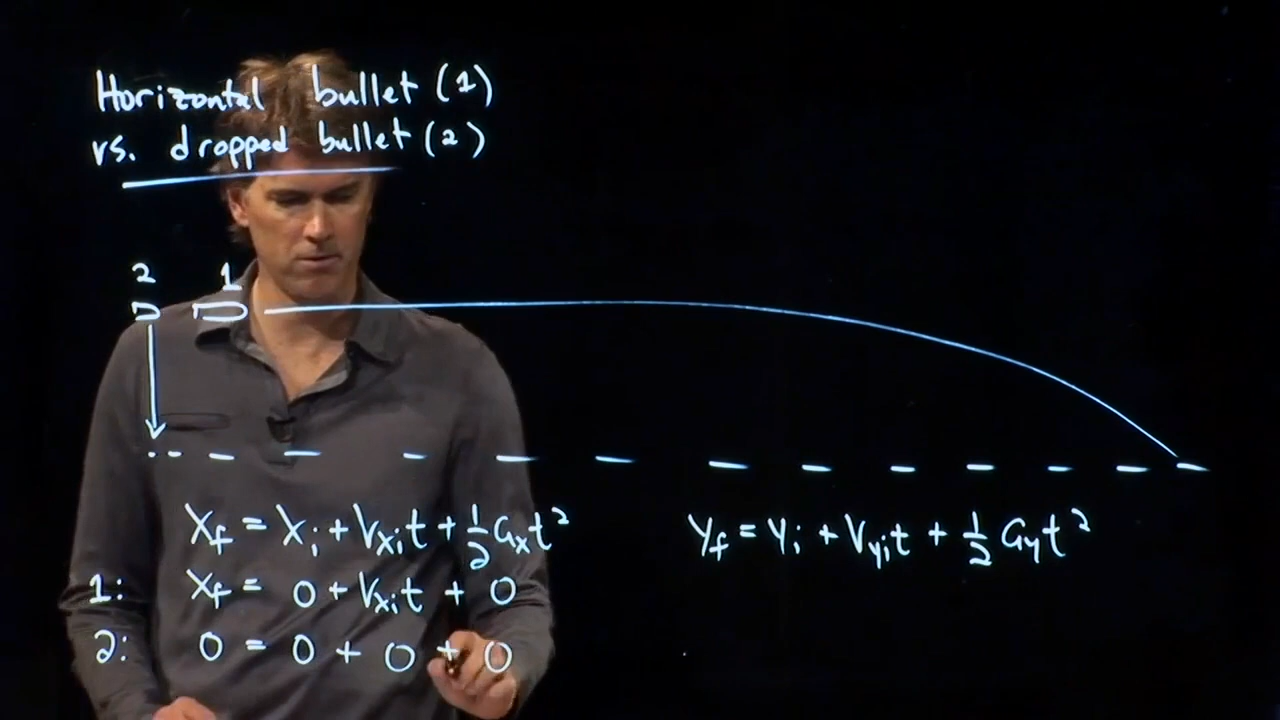 Horizontal bullet (1)
vs. dropped bullet (2)
2 1
Xf = Xi + Vxit + 1/2 axt² Yf = Yi + Vyit + 1/2 ayt²
1: Xf = 0 + Vxit + 0
2: 0 = 0 + 0 + 0